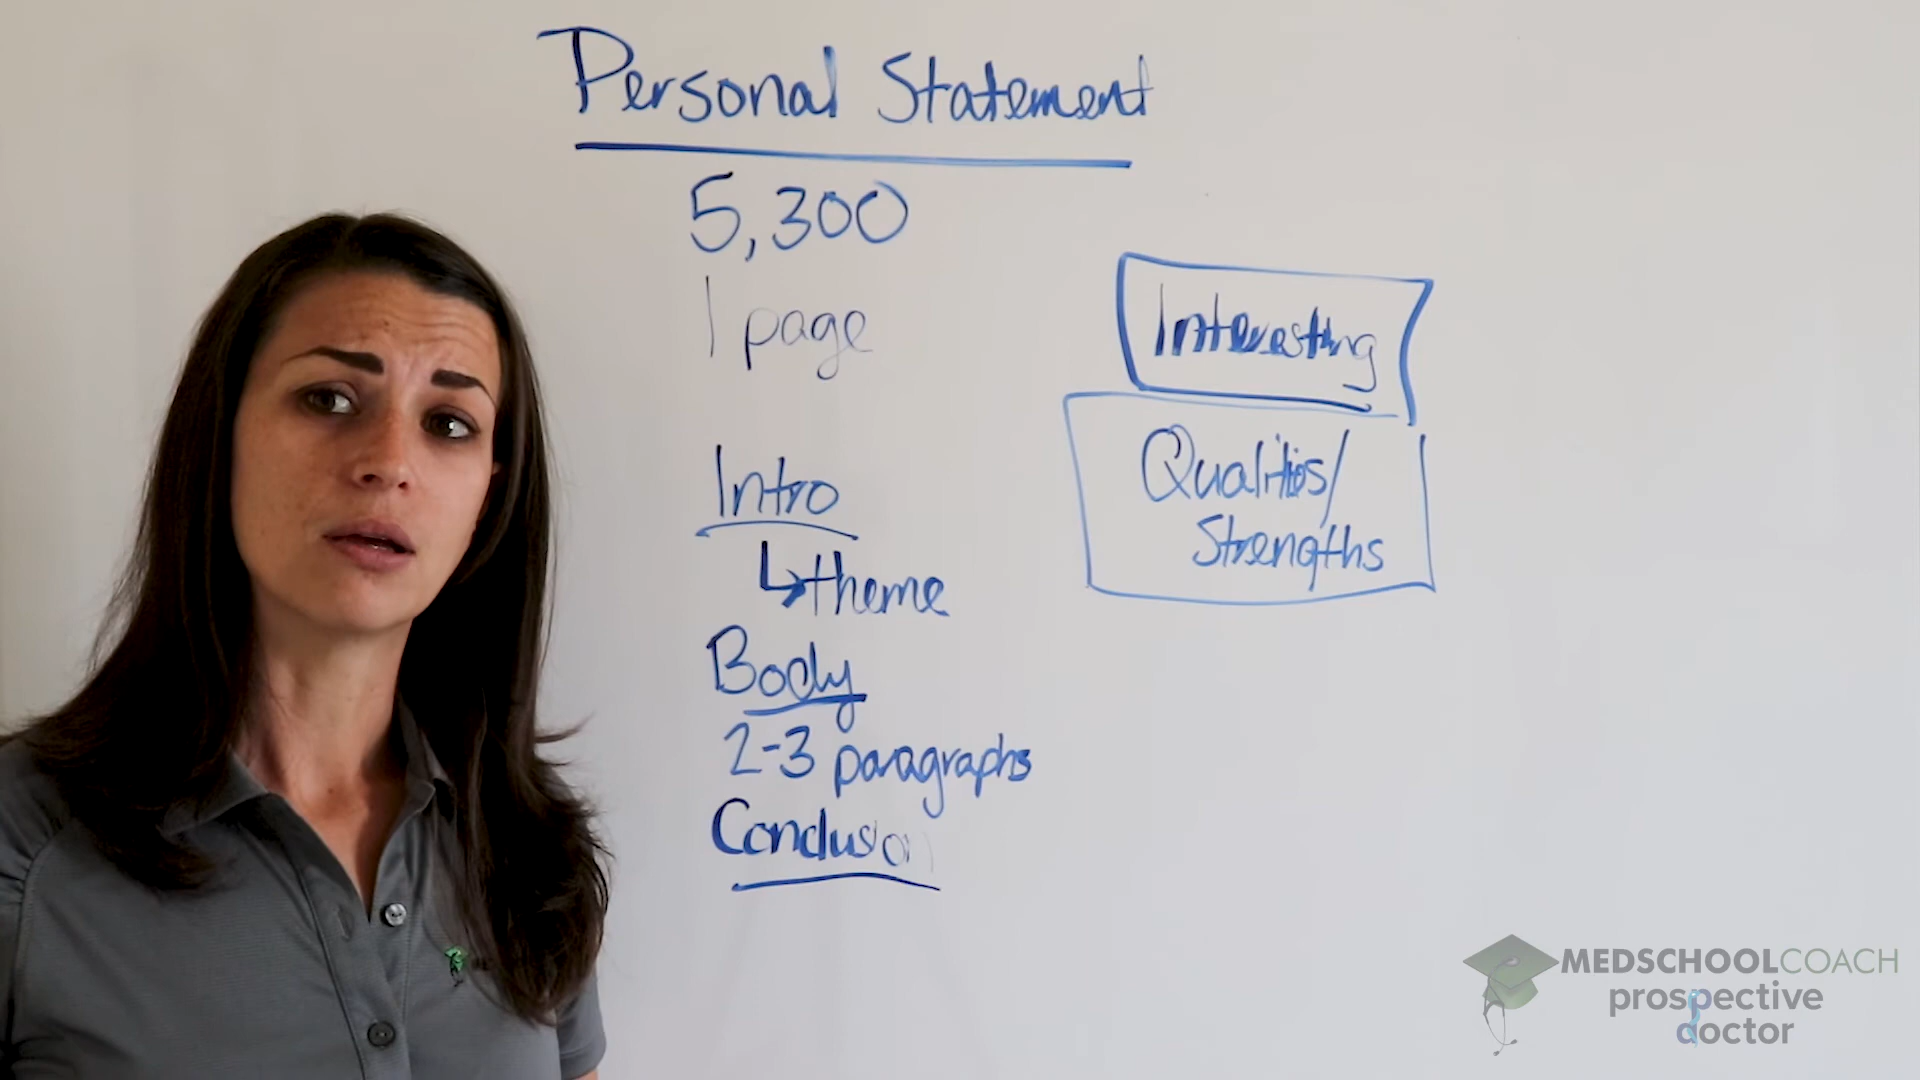 Personal Statement
5,300
1 page
Intro
↳ theme
Body
2-3 paragraphs
Conclusion
Interesting
Qualities/
Strengths
MEDSCHOOLCOACH
prospective
doctor